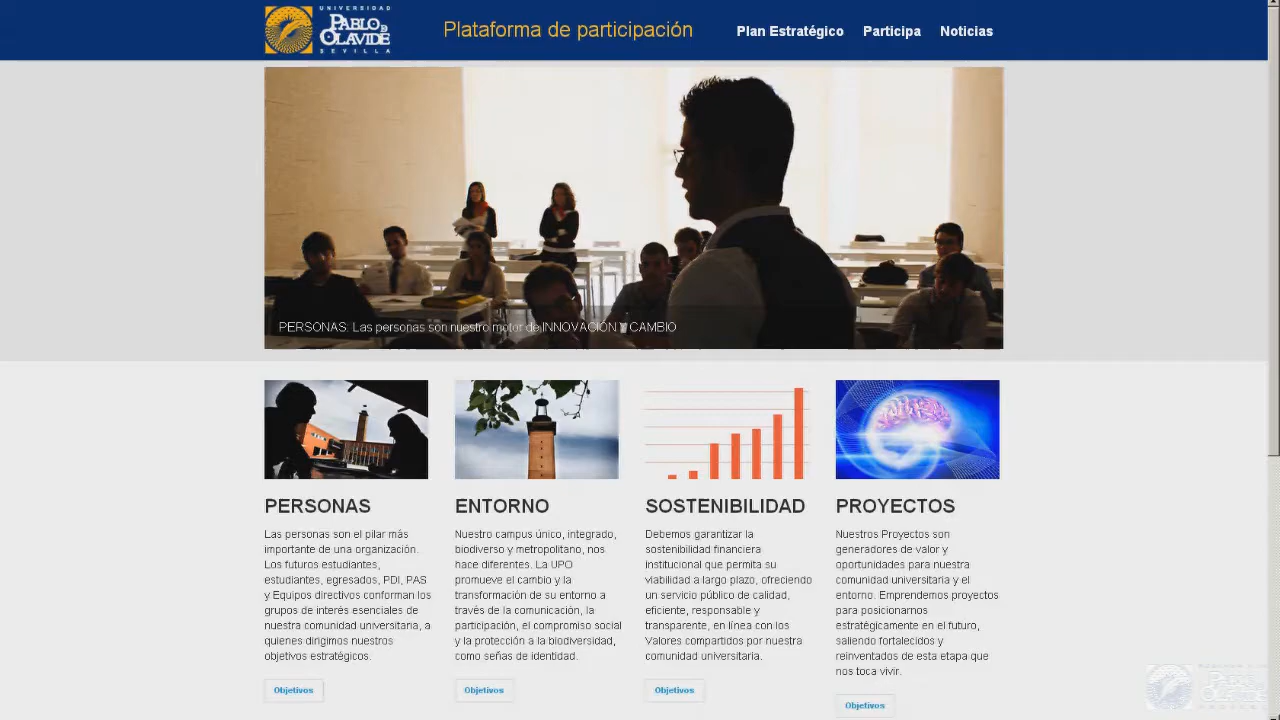 UNIVERSIDAD
PABLO DE
OLAVIDE
SEVILLA
Plataforma de participación
Plan Estratégico
Participa
Noticias
PERSONAS: Las personas son nuestro motor de INNOVACIÓN Y CAMBIO
PERSONAS
Las personas son el pilar más
importante de una organización.
Los futuros estudiantes,
estudiantes, egresados, PDI, PAS
y Equipos directivos conforman los
grupos de interés esenciales de
nuestra comunidad universitaria, a
quienes dirigimos nuestros
objetivos estratégicos.
Objetivos
ENTORNO
Nuestro campus único, integrado,
biodiverso y metropolitano, nos
hace diferentes. La UPO
promueve el cambio y la
transformación de su entorno a
través de la comunicación, la
participación, el compromiso social
y la protección a la biodiversidad,
como señas de identidad.
Objetivos
SOSTENIBILIDAD
Debemos garantizar la
sostenibilidad financiera
institucional que permita su
viabilidad a largo plazo, ofreciendo
un servicio público de calidad,
eficiente, responsable y
transparente, en línea con los
Valores compartidos por nuestra
comunidad universitaria.
Objetivos
PROYECTOS
Nuestros Proyectos son
generadores de valor y
oportunidades para nuestra
comunidad universitaria y el
entorno. Emprendemos proyectos
para posicionarnos
estratégicamente en el futuro,
saliendo fortalecidos y
reinventados de esta etapa que
nos toca vivir.
Objetivos